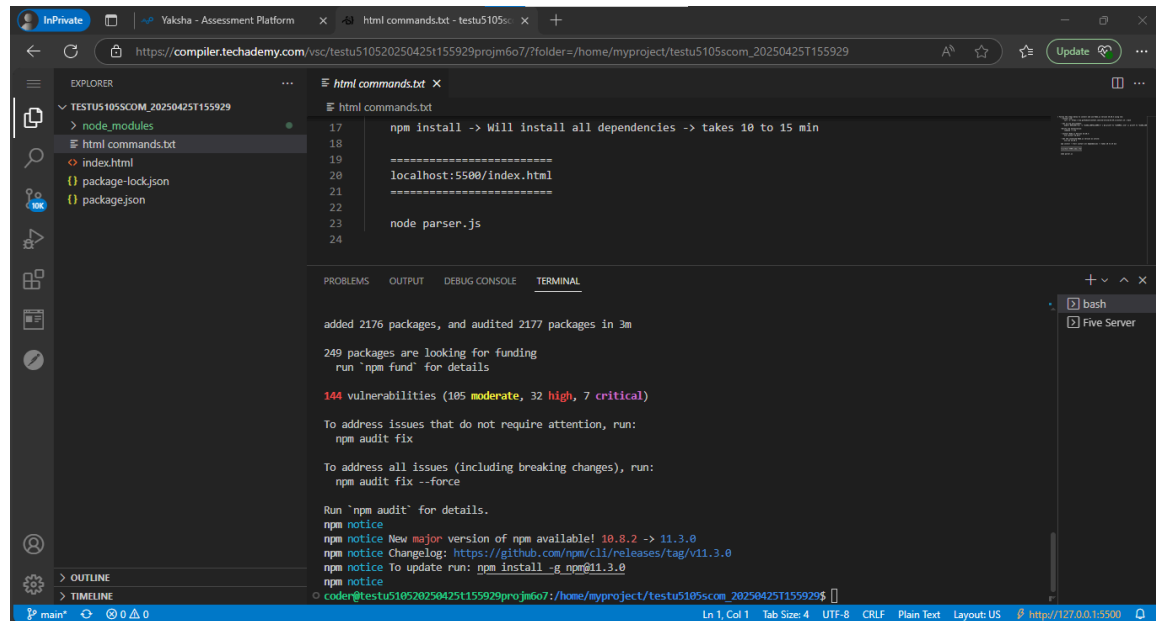 InPrivate
Yaksha - Assessment Platform
html commands.txt - testu5105sc
https://compiler.techademy.com/vsc/testu510520250425t155929projm6o7/?folder=/home/myproject/testu5105scom_20250425T155929
Update
EXPLORER
TESTU5105SCOM_20250425T155929
node_modules
html commands.txt
index.html
package-lock.json
package.json
10K
html commands.txt
html commands.txt
17 npm install -> Will install all dependencies -> takes 10 to 15 min
18
19 =========================
20 localhost:5500/index.html
21 =========================
22
23 node parser.js
24
PROBLEMS OUTPUT DEBUG CONSOLE TERMINAL
bash
Five Server
added 2176 packages, and audited 2177 packages in 3m
249 packages are looking for funding
run `npm fund` for details
144 vulnerabilities (105 moderate, 32 high, 7 critical)
To address issues that do not require attention, run:
npm audit fix
To address all issues (including breaking changes), run:
npm audit fix --force
Run `npm audit` for details.
npm notice
npm notice New major version of npm available! 10.8.2 -> 11.3.0
npm notice Changelog: https://github.com/npm/cli/releases/tag/v11.3.0
npm notice To update run: npm install -g npm@11.3.0
npm notice
coder@testu510520250425t155929projm6o7:/home/myproject/testu5105scom_20250425T155929$
OUTLINE
TIMELINE
main* 0 0
Ln 1, Col 1 Tab Size: 4 UTF-8 CRLF Plain Text Layout: US http://127.0.0.1:5500